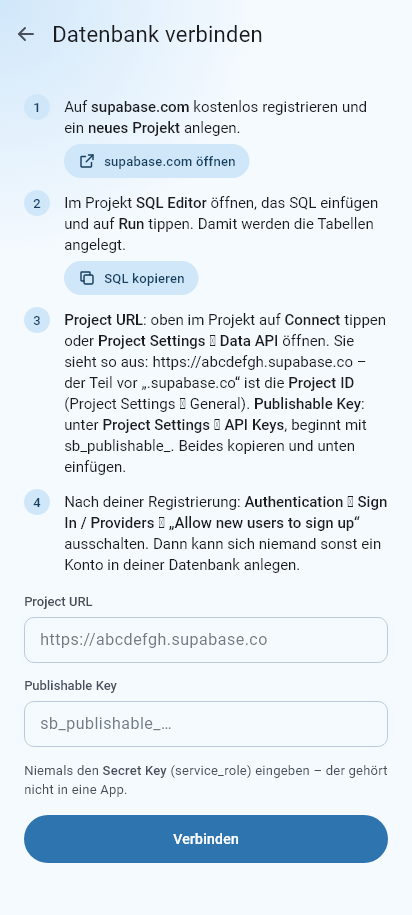 Datenbank verbinden
1
Auf supabase.com kostenlos registrieren und
ein neues Projekt anlegen.
supabase.com öffnen
2
Im Projekt SQL Editor öffnen, das SQL einfügen
und auf Run tippen. Damit werden die Tabellen
angelegt.
SQL kopieren
3
Project URL: oben im Projekt auf Connect tippen
oder Project Settings ▯ Data API öffnen. Sie
sieht so aus: https://abcdefgh.supabase.co –
der Teil vor „.supabase.co“ ist die Project ID
(Project Settings ▯ General). Publishable Key:
unter Project Settings ▯ API Keys, beginnt mit
sb_publishable_. Beides kopieren und unten
einfügen.
4
Nach deiner Registrierung: Authentication ▯ Sign
In / Providers ▯ „Allow new users to sign up“
ausschalten. Dann kann sich niemand sonst ein
Konto in deiner Datenbank anlegen.
Project URL
https://abcdefgh.supabase.co
Publishable Key
sb_publishable_…
Niemals den Secret Key (service_role) eingeben – der gehört
nicht in eine App.
Verbinden